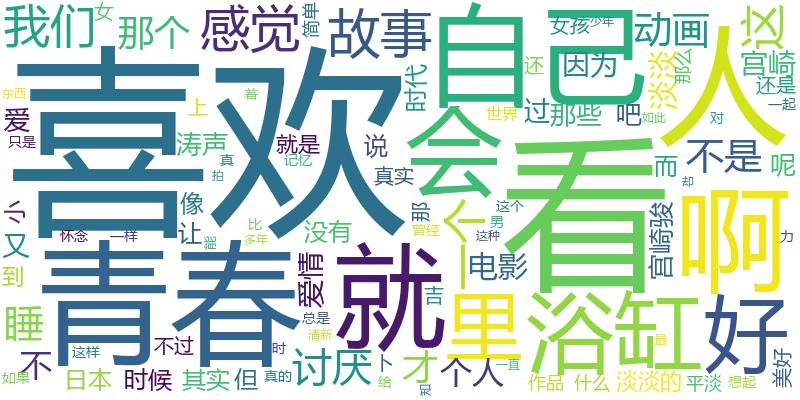 我们
女
那个
感觉
简单
故事
自己
女孩
少年
动画
这
人
喜欢
时代
还
因为
淡淡
那么
宫崎
还是
东西
上
着
会
世界
过
那些
吧
如此
对
一起
爱
只是
涛声
就是
说
看
不是
真
记忆
真实
而
呢
拍
却
小
像
让
那
一个
这个
男
宫崎骏
啊
又
怀念
一样
能
比
多年
没有
曾经
这种
力
到
青春
爱情
就
电影
吉
里
浴缸
好
睡
总是
清新
最
不
这样
不过
时
讨厌
卜
才
个人
一直
美好
如果
日本
时候
其实
但
真的
给
知
作品
什么
淡淡的
平淡
想起